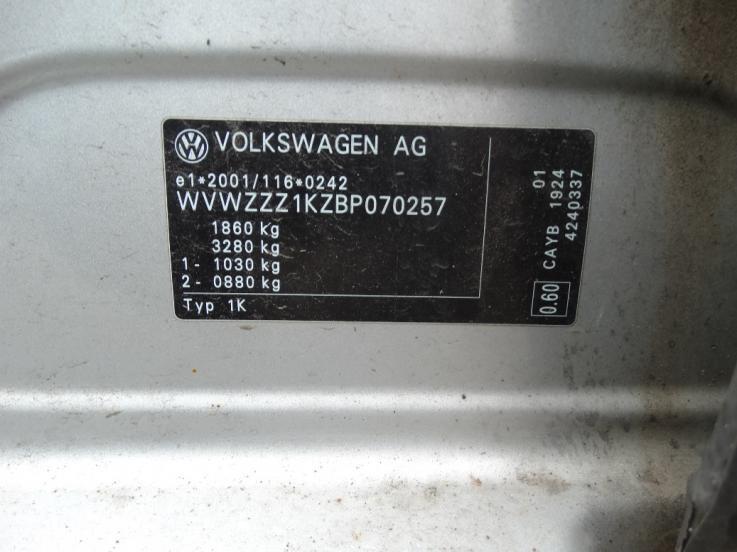 VOLKSWAGEN AG
e1*2001/116*0242
WVWZZZ1KZBP070257
1860 kg
3280 kg
1- 1030 kg
2- 0880 kg
Typ 1K
01
CAYB 1924
4240337
0.60